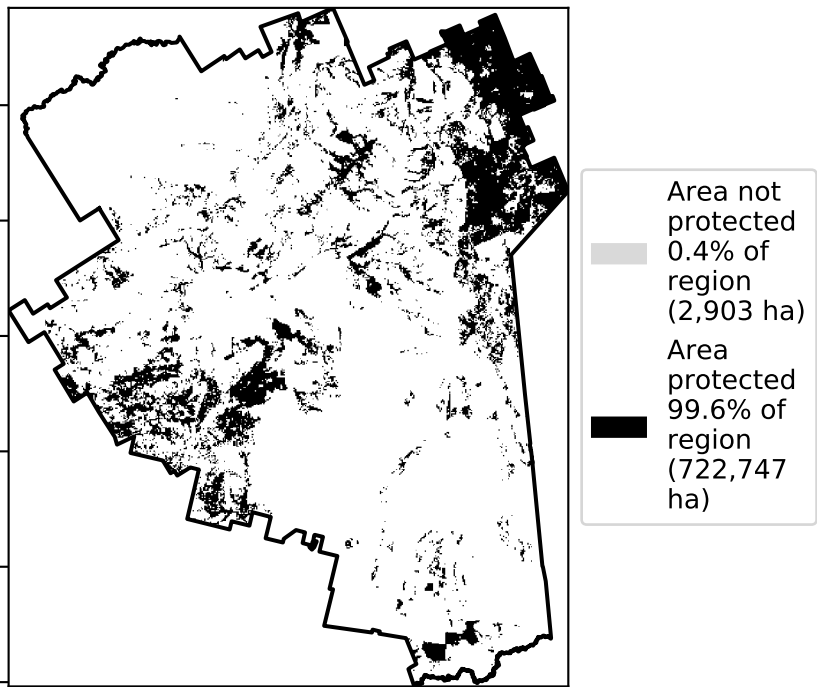 Area not
protected
0.4% of
region
(2,903 ha)
Area
protected
99.6% of
region
(722,747
ha)